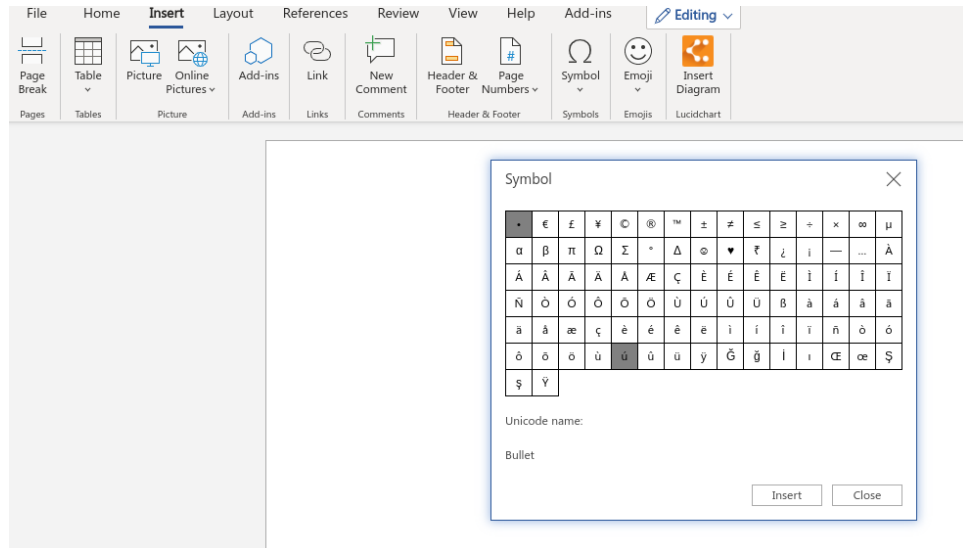 File Home Insert Layout References Review View Help Add-ins Editing
Page Break
Table
Picture
Online Pictures
Add-ins
Link
New Comment
Header & Footer
Page Numbers
Symbol
Emoji
Insert Diagram
Pages Tables Picture Add-ins Links Comments Header & Footer Symbols Emojis Lucidchart
Symbol
• € £ ¥ © ® ™ ± ≠ ≤ ≥ ÷ × ∞ µ
α β π Ω Σ ° Δ ☺ ♥ ₹ ¿ ¡ — … À
Á Â Ã Ä Å Æ Ç È É Ê Ë Ì Í Î Ï
Ñ Ò Ó Ô Õ Ö Ù Ú Û Ü ß à á â ã
ä å æ ç è é ê ë ì í î ï ñ ò ó
ô õ ö ù ú û ü ÿ Ğ ğ İ ı Œ œ Ş
ş Ÿ
Unicode name:
Bullet
Insert Close